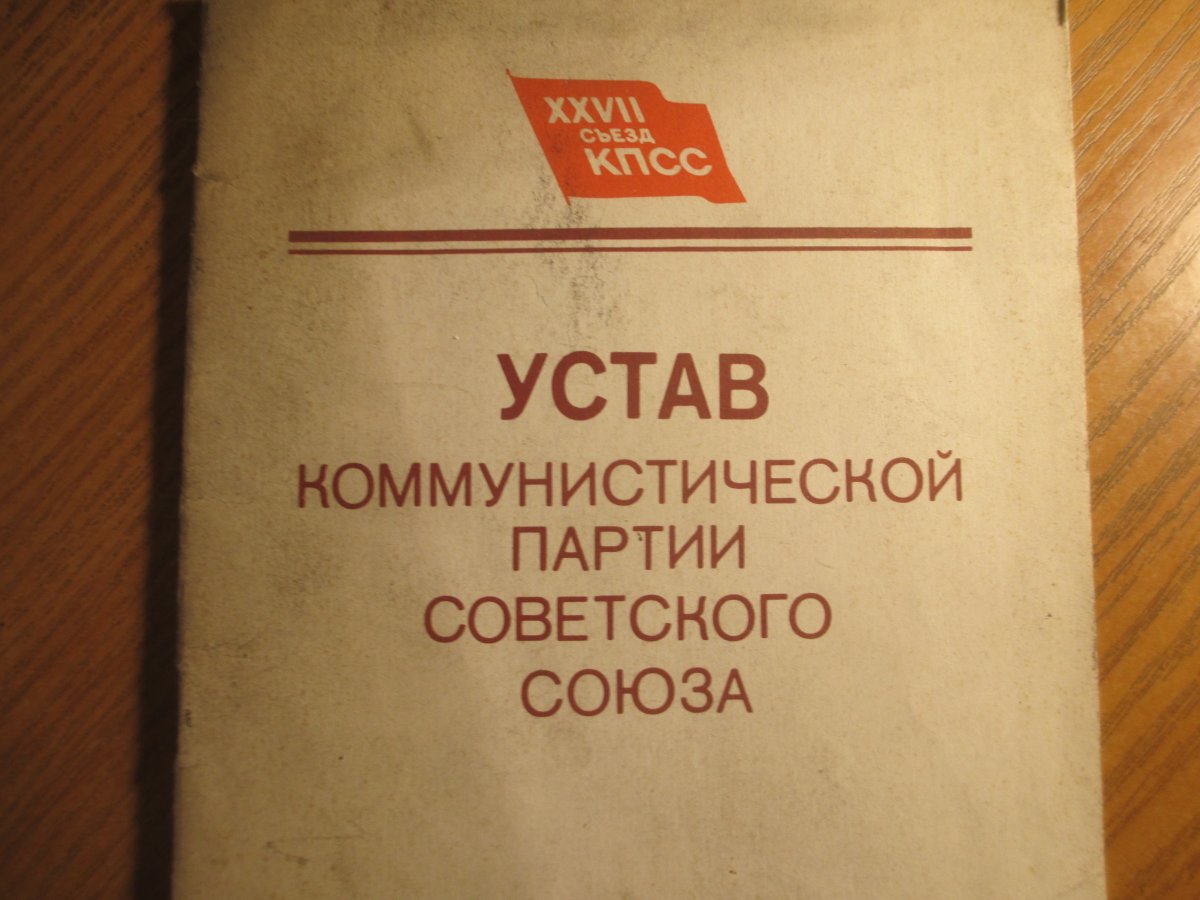 XXVII
СЪЕЗД
КПСС
УСТАВ
КОММУНИСТИЧЕСКОЙ
ПАРТИИ
СОВЕТСКОГО
СОЮЗА